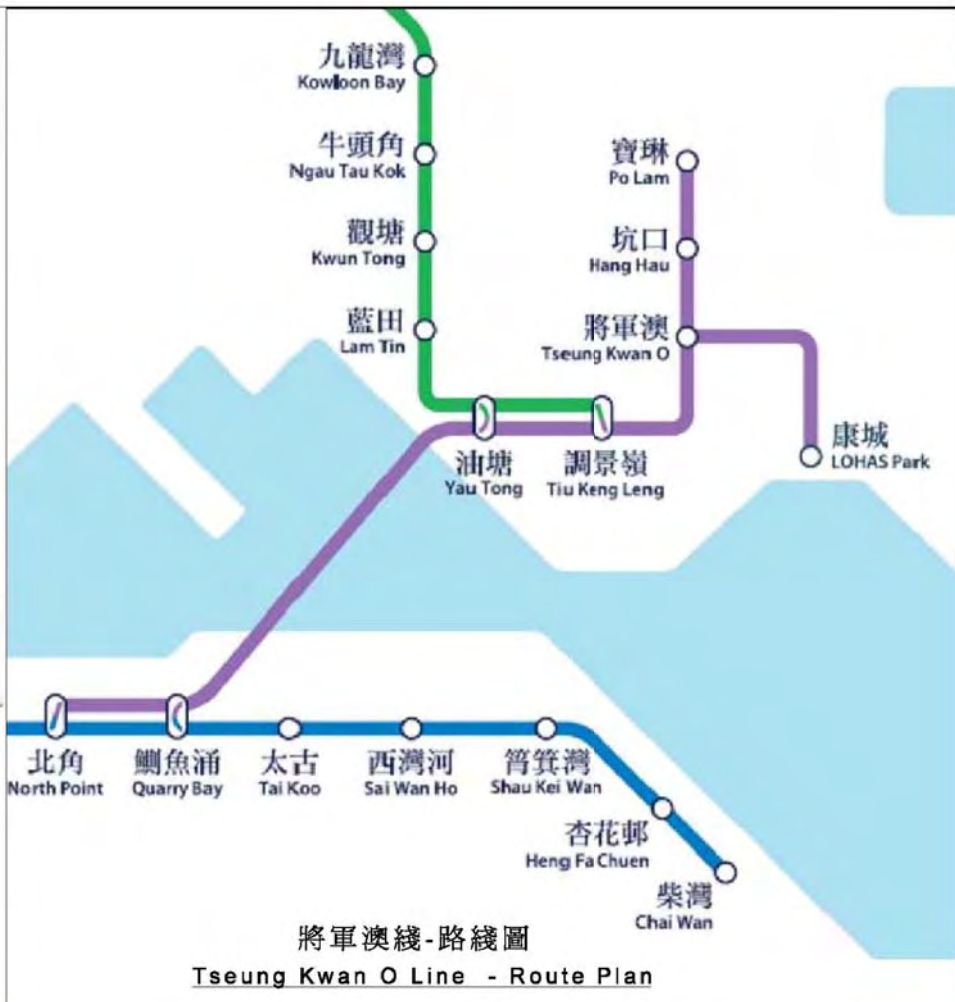 九龍灣
Kowloon Bay
牛頭角
Ngau Tau Kok
寶琳
Po Lam
觀塘
Kwun Tong
坑口
Hang Hau
藍田
Lam Tin
將軍澳
Tseung Kwan O
康城
LOHAS Park
油塘
Yau Tong
調景嶺
Tiu Keng Leng
北角
North Point
鰂魚涌
Quarry Bay
太古
Tai Koo
西灣河
Sai Wan Ho
筲箕灣
Shau Kei Wan
杏花邨
Heng Fa Chuen
柴灣
Chai Wan
將軍澳綫-路綫圖
Tseung Kwan O Line - Route Plan